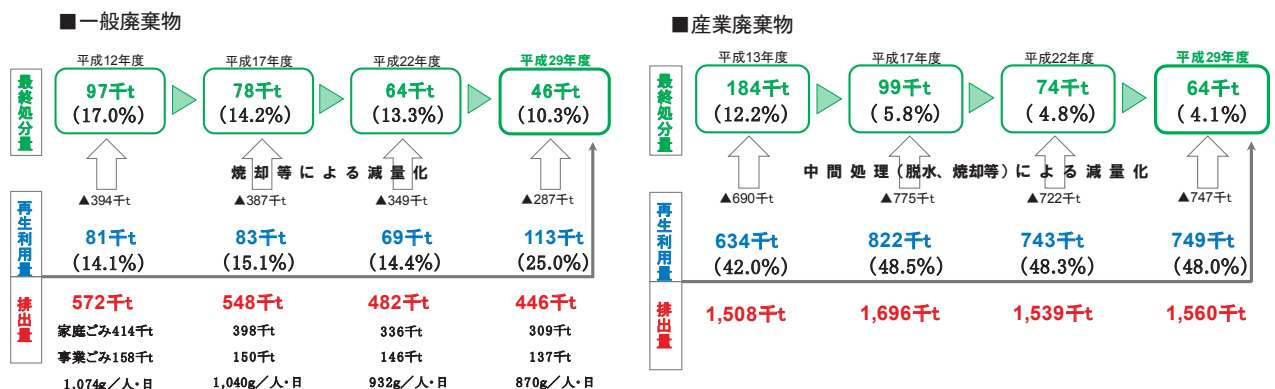 ■一般廃棄物
平成12年度 平成17年度 平成22年度 平成29年度
最終処分量
97千t 78千t 64千t 46千t
(17.0%) (14.2%) (13.3%) (10.3%)
焼却等による減量化
▲394千t ▲387千t ▲349千t ▲287千t
再生利用量
81千t 83千t 69千t 113千t
(14.1%) (15.1%) (14.4%) (25.0%)
排出量
572千t 548千t 482千t 446千t
家庭ごみ414千t 398千t 336千t 309千t
事業ごみ158千t 150千t 146千t 137千t
1,074g/人・日 1,040g/人・日 932g/人・日 870g/人・日
■産業廃棄物
平成13年度 平成17年度 平成22年度 平成29年度
最終処分量
184千t 99千t 74千t 64千t
(12.2%) (5.8%) (4.8%) (4.1%)
中間処理(脱水、焼却等)による減量化
▲690千t ▲775千t ▲722千t ▲747千t
再生利用量
634千t 822千t 743千t 749千t
(42.0%) (48.5%) (48.3%) (48.0%)
排出量
1,508千t 1,696千t 1,539千t 1,560千t